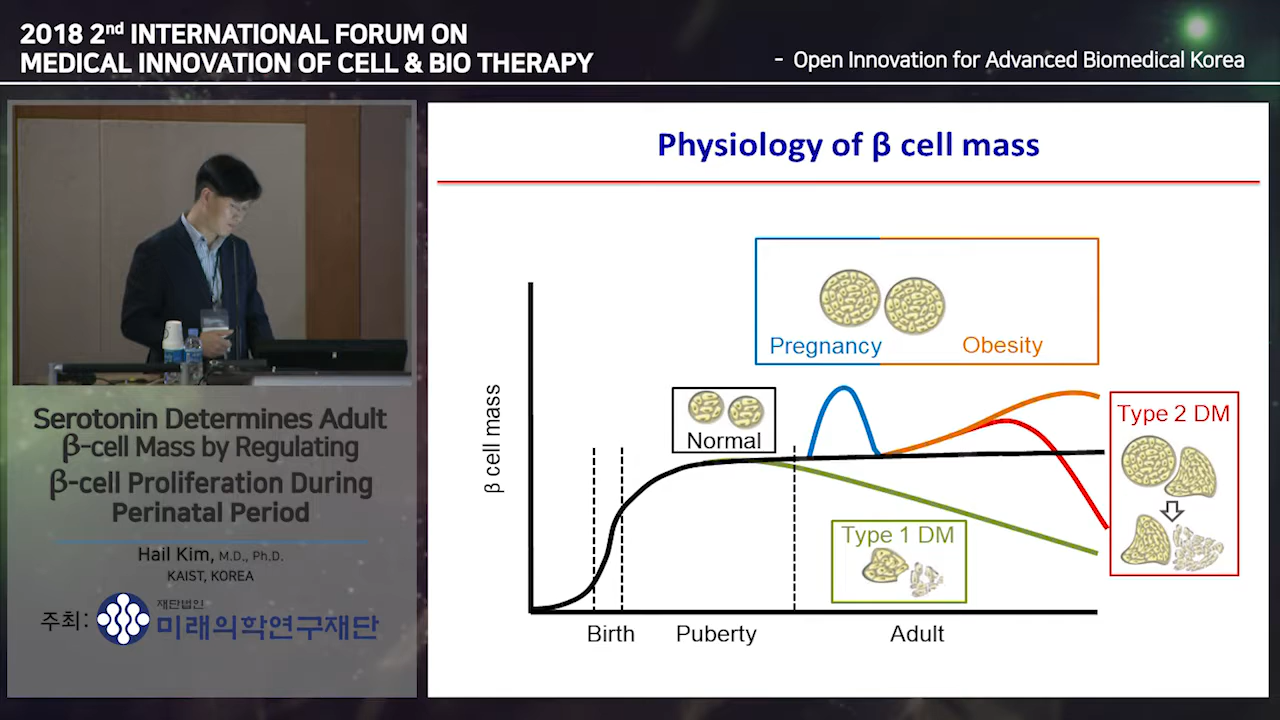 2018 2nd INTERNATIONAL FORUM ON
MEDICAL INNOVATION OF CELL & BIO THERAPY
- Open Innovation for Advanced Biomedical Korea
Serotonin Determines Adult
β-cell Mass by Regulating
β-cell Proliferation During
Perinatal Period
Hail Kim, M.D., Ph.D.
KAIST, KOREA
주최:
재단법인
미래의학연구재단
Physiology of β cell mass
Pregnancy
Obesity
Normal
Type 2 DM
Type 1 DM
β cell mass
Birth
Puberty
Adult